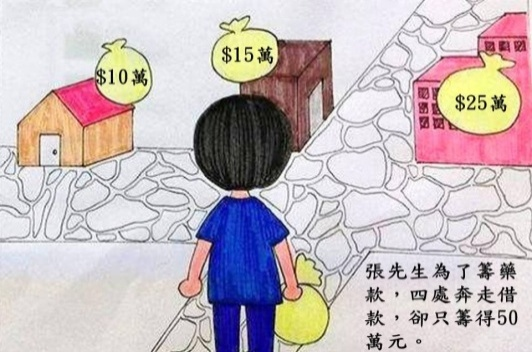 $10萬
$15萬
$25萬
張先生為了籌藥
款，四處奔走借
款，卻只籌得50
萬元。